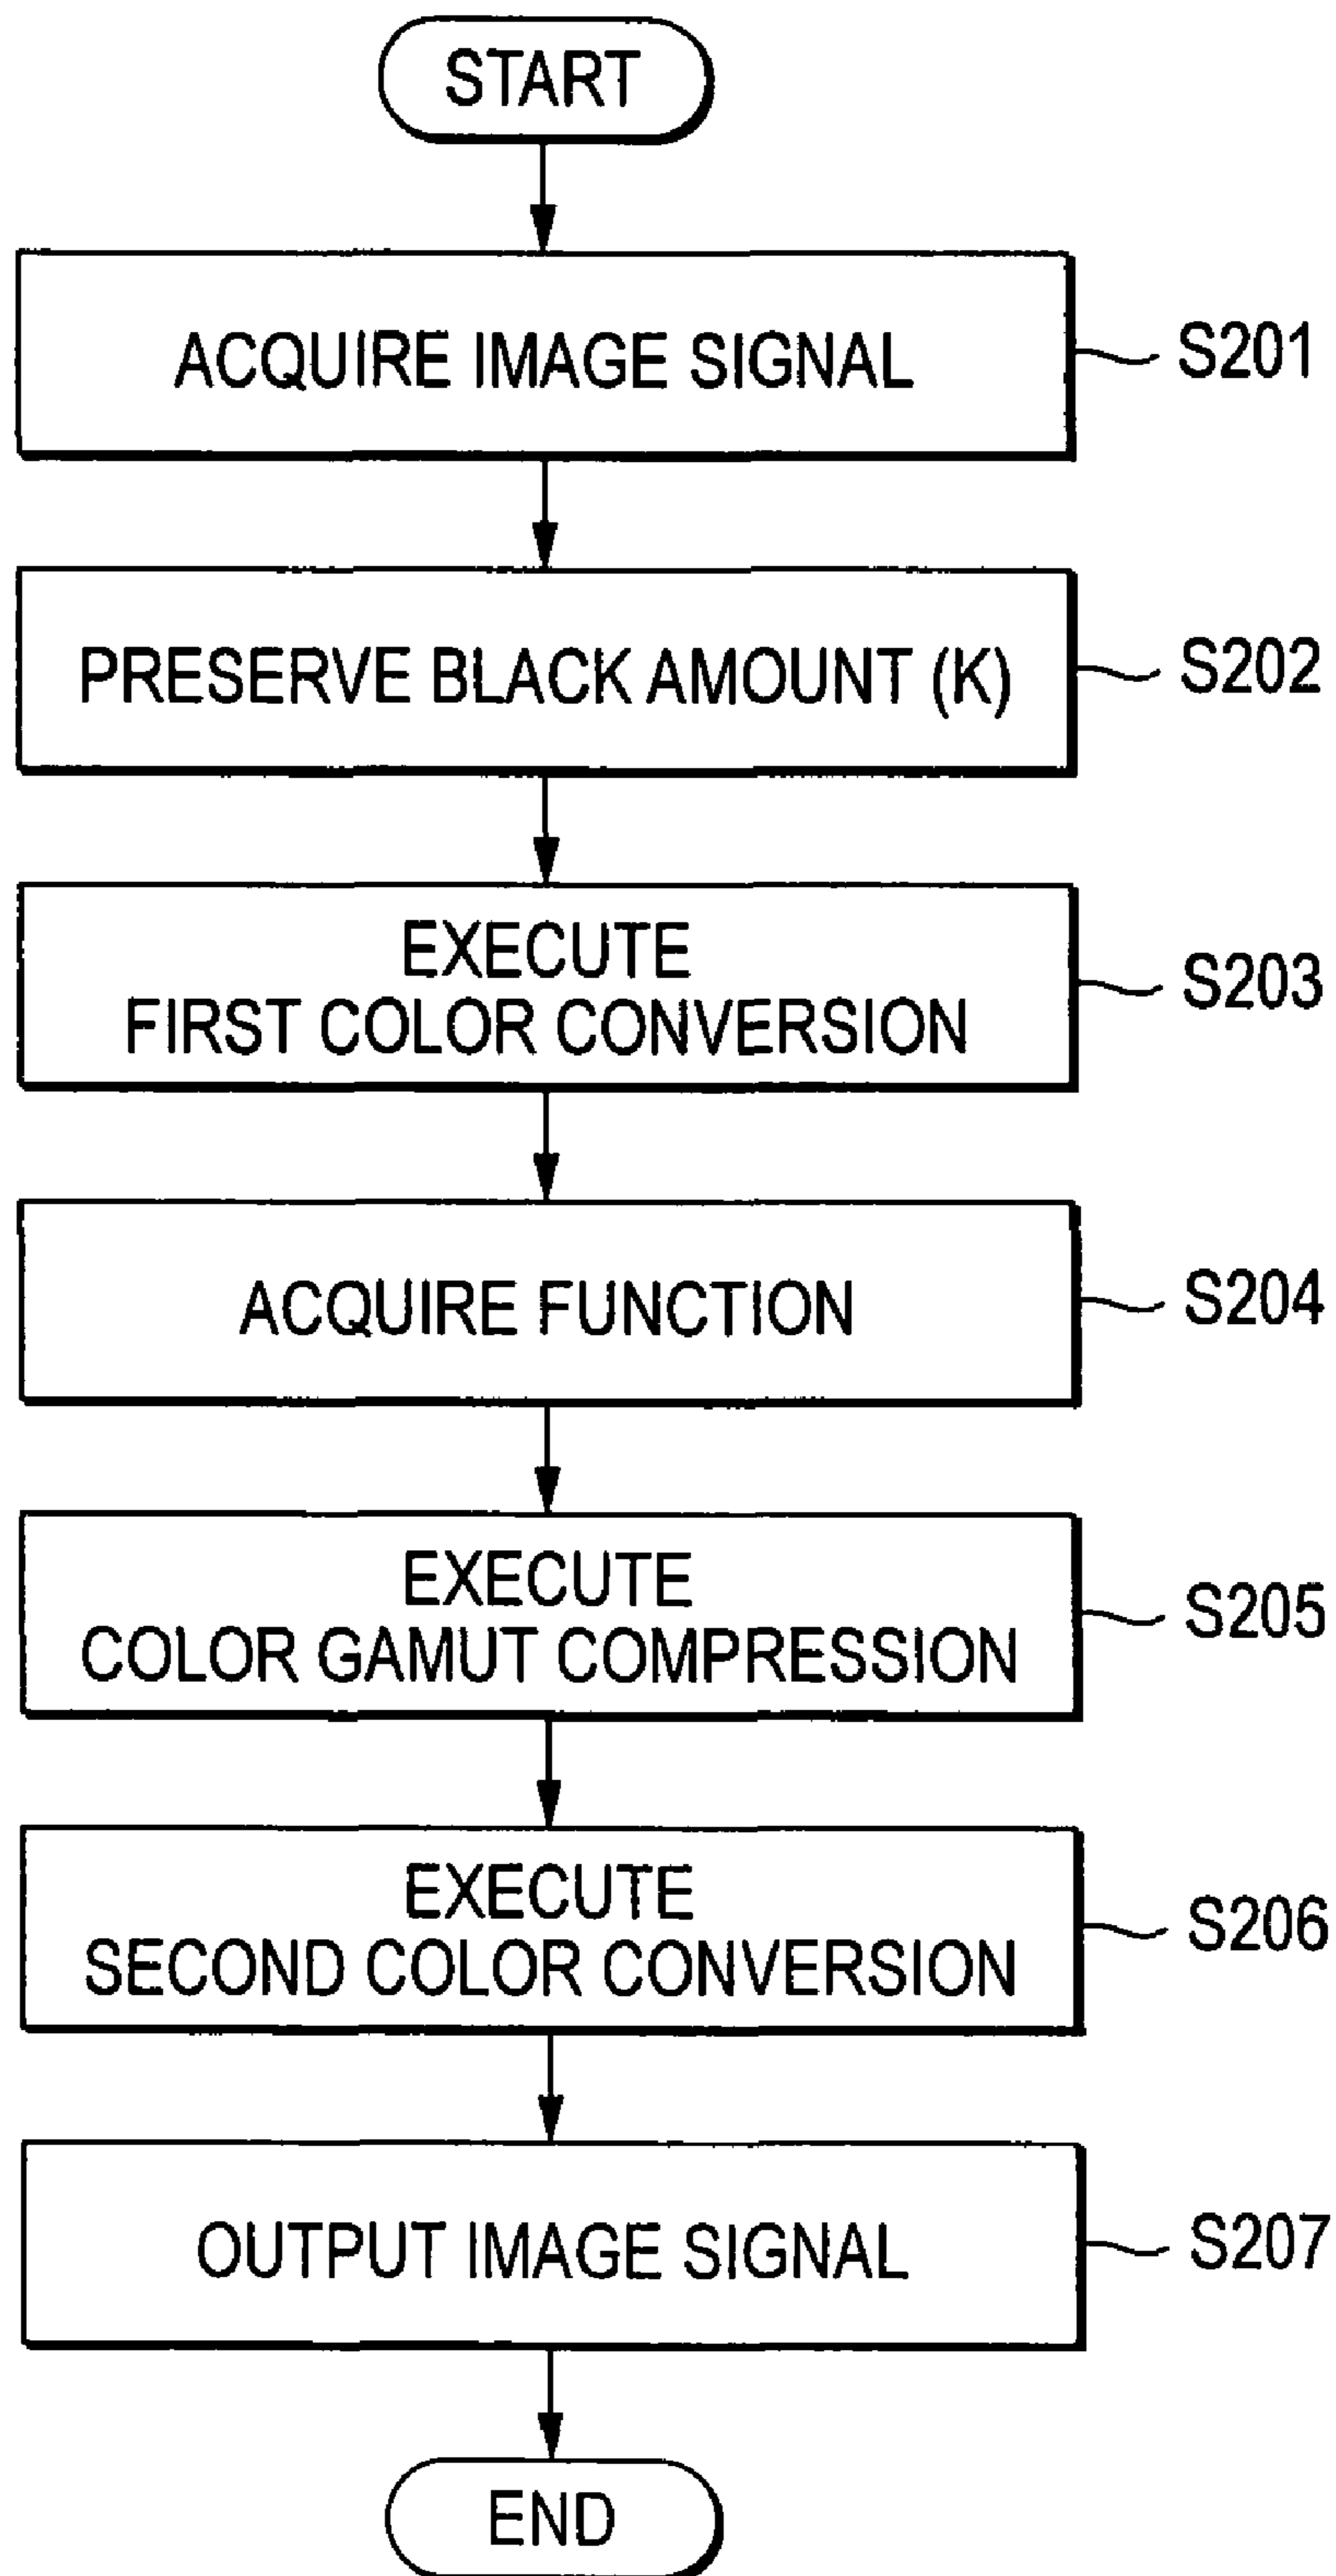 START
ACQUIRE IMAGE SIGNAL
S201
PRESERVE BLACK AMOUNT (K)
S202
EXECUTE
FIRST COLOR CONVERSION
S203
ACQUIRE FUNCTION
S204
EXECUTE
COLOR GAMUT COMPRESSION
S205
EXECUTE
SECOND COLOR CONVERSION
S206
OUTPUT IMAGE SIGNAL
S207
END